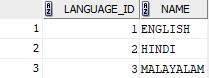 LANGUAGE_ID NAME
1 1 ENGLISH
2 2 HINDI
3 3 MALAYALAM